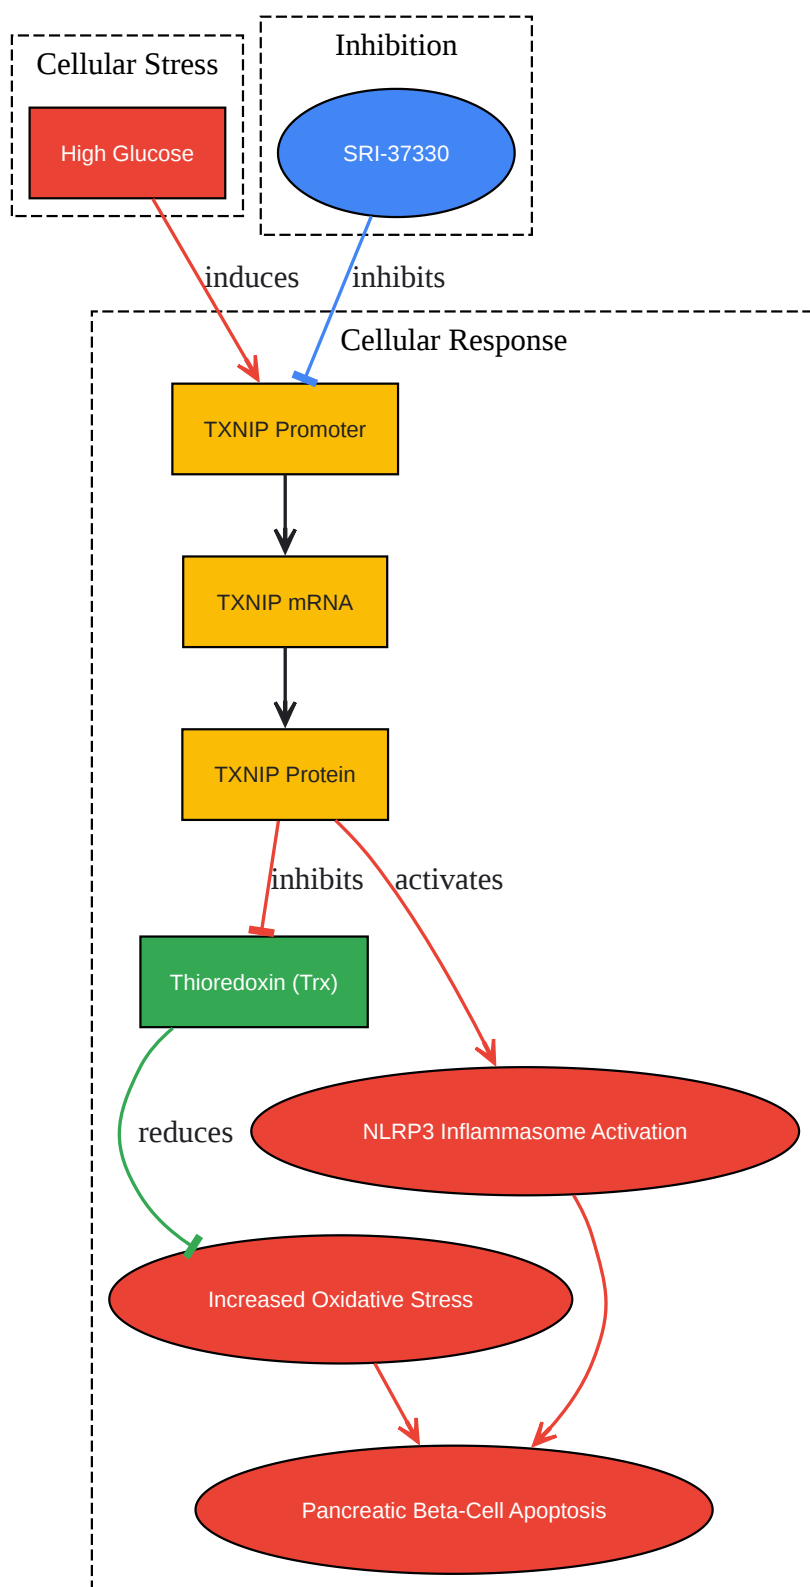 Inhibition
Cellular Stress
High Glucose
SRI-37330
induces
inhibits
Cellular Response
TXNIP Promoter
TXNIP mRNA
TXNIP Protein
inhibits
activates
Thioredoxin (Trx)
reduces
NLRP3 Inflammasome Activation
Increased Oxidative Stress
Pancreatic Beta-Cell Apoptosis